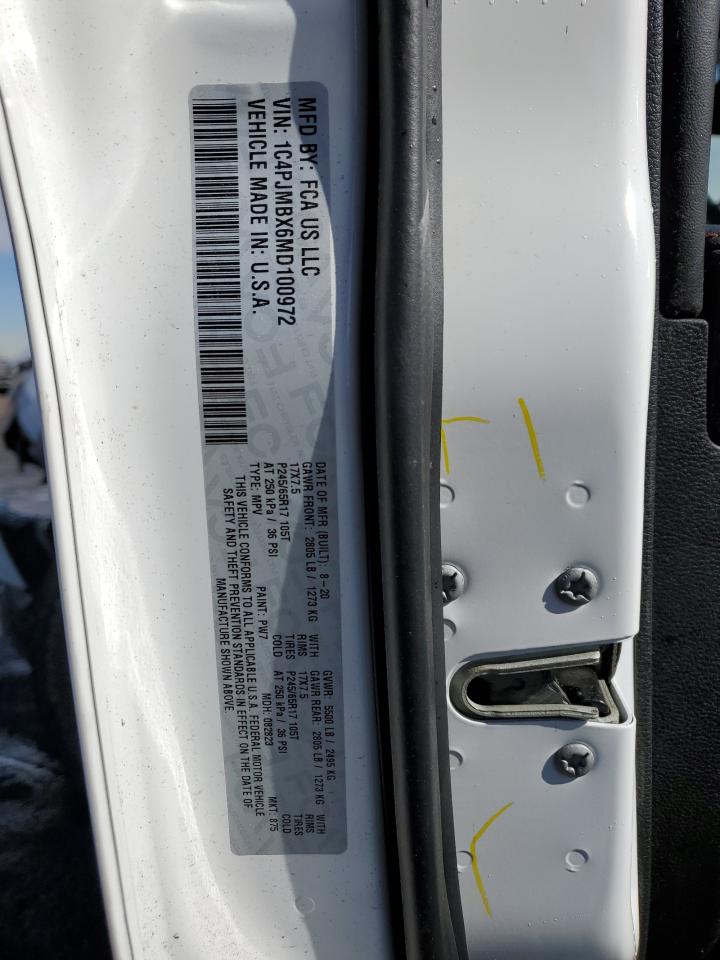 MFD BY: FCA US LLC
VIN: 1C4PJMBX6MD100972
VEHICLE MADE IN: U.S.A.
DATE OF MFR (BUILT): 8-20 GVWR: 5500 LB / 2495 KG
GAWR FRONT: 2805 LB / 1273 KG WITH GAWR REAR: 2805 LB / 1273 KG WITH
17X7.5 RIMS 17X7.5 RIMS
P245/65R17 105T TIRES P245/65R17 105T TIRES
AT 250 kPa / 36 PSI COLD AT 250 kPa / 36 PSI COLD
TYPE: MPV PAINT: PW7 MDH: 082823 MKT: 875
THIS VEHICLE CONFORMS TO ALL APPLICABLE U.S.A. FEDERAL MOTOR VEHICLE
SAFETY AND THEFT PREVENTION STANDARDS IN EFFECT ON THE DATE OF
MANUFACTURE SHOWN ABOVE.